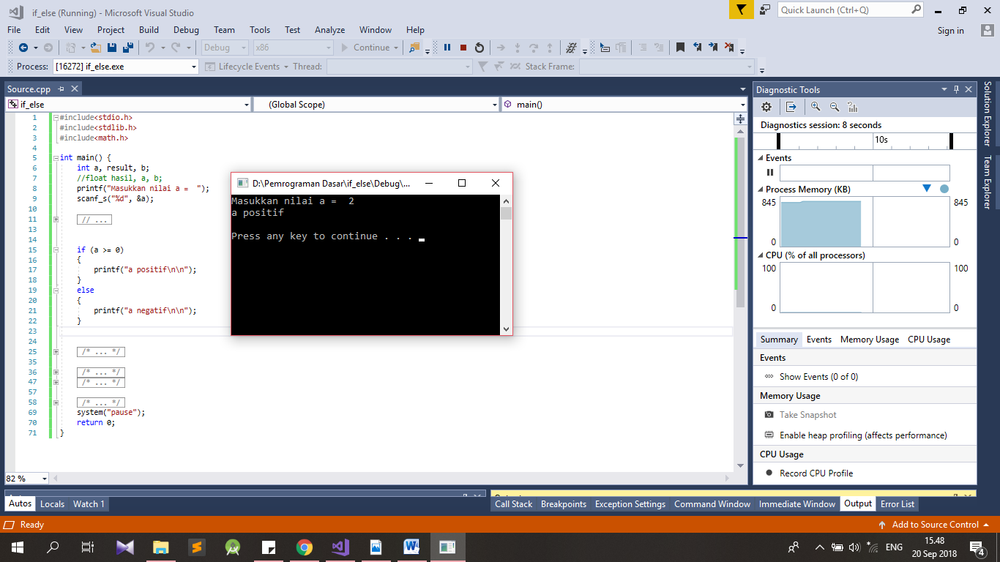 if_else (Running) - Microsoft Visual Studio
Quick Launch (Ctrl+Q)
File Edit View Project Build Debug Team Tools Test Analyze Window Help
Sign in
Debug x86 Continue
Process: [16272] if_else.exe Lifecycle Events Thread: Stack Frame:
Source.cpp
if_else (Global Scope) main()
1 #include<stdio.h>
2 #include<stdlib.h>
3 #include<math.h>
4
5 int main() {
6 int a, result, b;
7 //float hasil, a, b;
8 printf("Masukkan nilai a =  ");
9 scanf_s("%d", &a);
10
11 // ...
13
14
15 if (a >= 0)
16 {
17 printf("a positif\n\n");
18 }
19 else
20 {
21 printf("a negatif\n\n");
22 }
23
24
25 /* ... */
35
36 /* ... */
47 /* ... */
57
58 /* ... */
69 system("pause");
70 return 0;
71 }
82 %
D:\Pemrograman Dasar\if_else\Debug\...
Masukkan nilai a =  2
a positif
Press any key to continue . . .
Diagnostic Tools
Diagnostics session: 8 seconds
10s
Events
Process Memory (KB)
845 845
0 0
CPU (% of all processors)
100 100
0 0
Summary Events Memory Usage CPU Usage
Events
Show Events (0 of 0)
Memory Usage
Take Snapshot
Enable heap profiling (affects performance)
CPU Usage
Record CPU Profile
Solution Explorer
Team Explorer
Autos Locals Watch 1
Call Stack Breakpoints Exception Settings Command Window Immediate Window Output Error List
Ready
Add to Source Control
ENG
15.48
20 Sep 2018
4